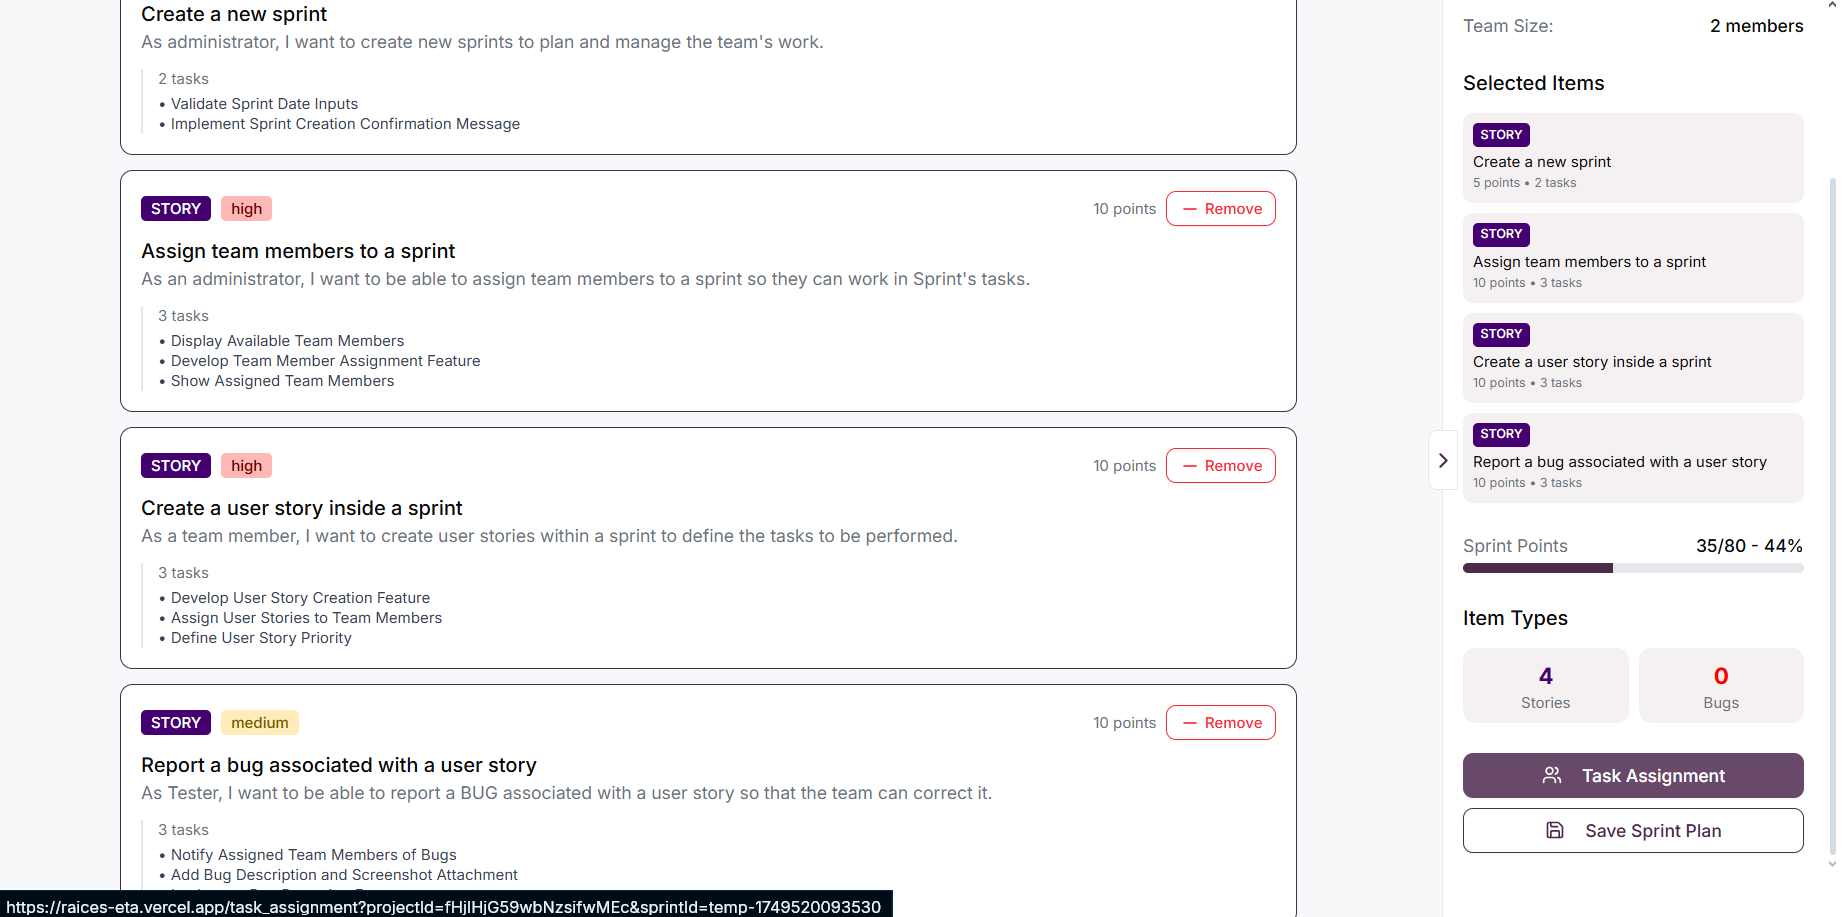 Create a new sprint
As administrator, I want to create new sprints to plan and manage the team's work.
2 tasks
• Validate Sprint Date Inputs
• Implement Sprint Creation Confirmation Message
STORY high
10 points — Remove
Assign team members to a sprint
As an administrator, I want to be able to assign team members to a sprint so they can work in Sprint's tasks.
3 tasks
• Display Available Team Members
• Develop Team Member Assignment Feature
• Show Assigned Team Members
STORY high
10 points — Remove
Create a user story inside a sprint
As a team member, I want to create user stories within a sprint to define the tasks to be performed.
3 tasks
• Develop User Story Creation Feature
• Assign User Stories to Team Members
• Define User Story Priority
STORY medium
10 points — Remove
Report a bug associated with a user story
As Tester, I want to be able to report a BUG associated with a user story so that the team can correct it.
3 tasks
• Notify Assigned Team Members of Bugs
• Add Bug Description and Screenshot Attachment
https://raices-eta.vercel.app/task_assignment?projectId=fHjlHjG59wbNzsifwMEc&sprintId=temp-1749520093530
Team Size: 2 members
Selected Items
STORY
Create a new sprint
5 points • 2 tasks
STORY
Assign team members to a sprint
10 points • 3 tasks
STORY
Create a user story inside a sprint
10 points • 3 tasks
STORY
Report a bug associated with a user story
10 points • 3 tasks
Sprint Points 35/80 - 44%
Item Types
4
Stories
0
Bugs
Task Assignment
Save Sprint Plan